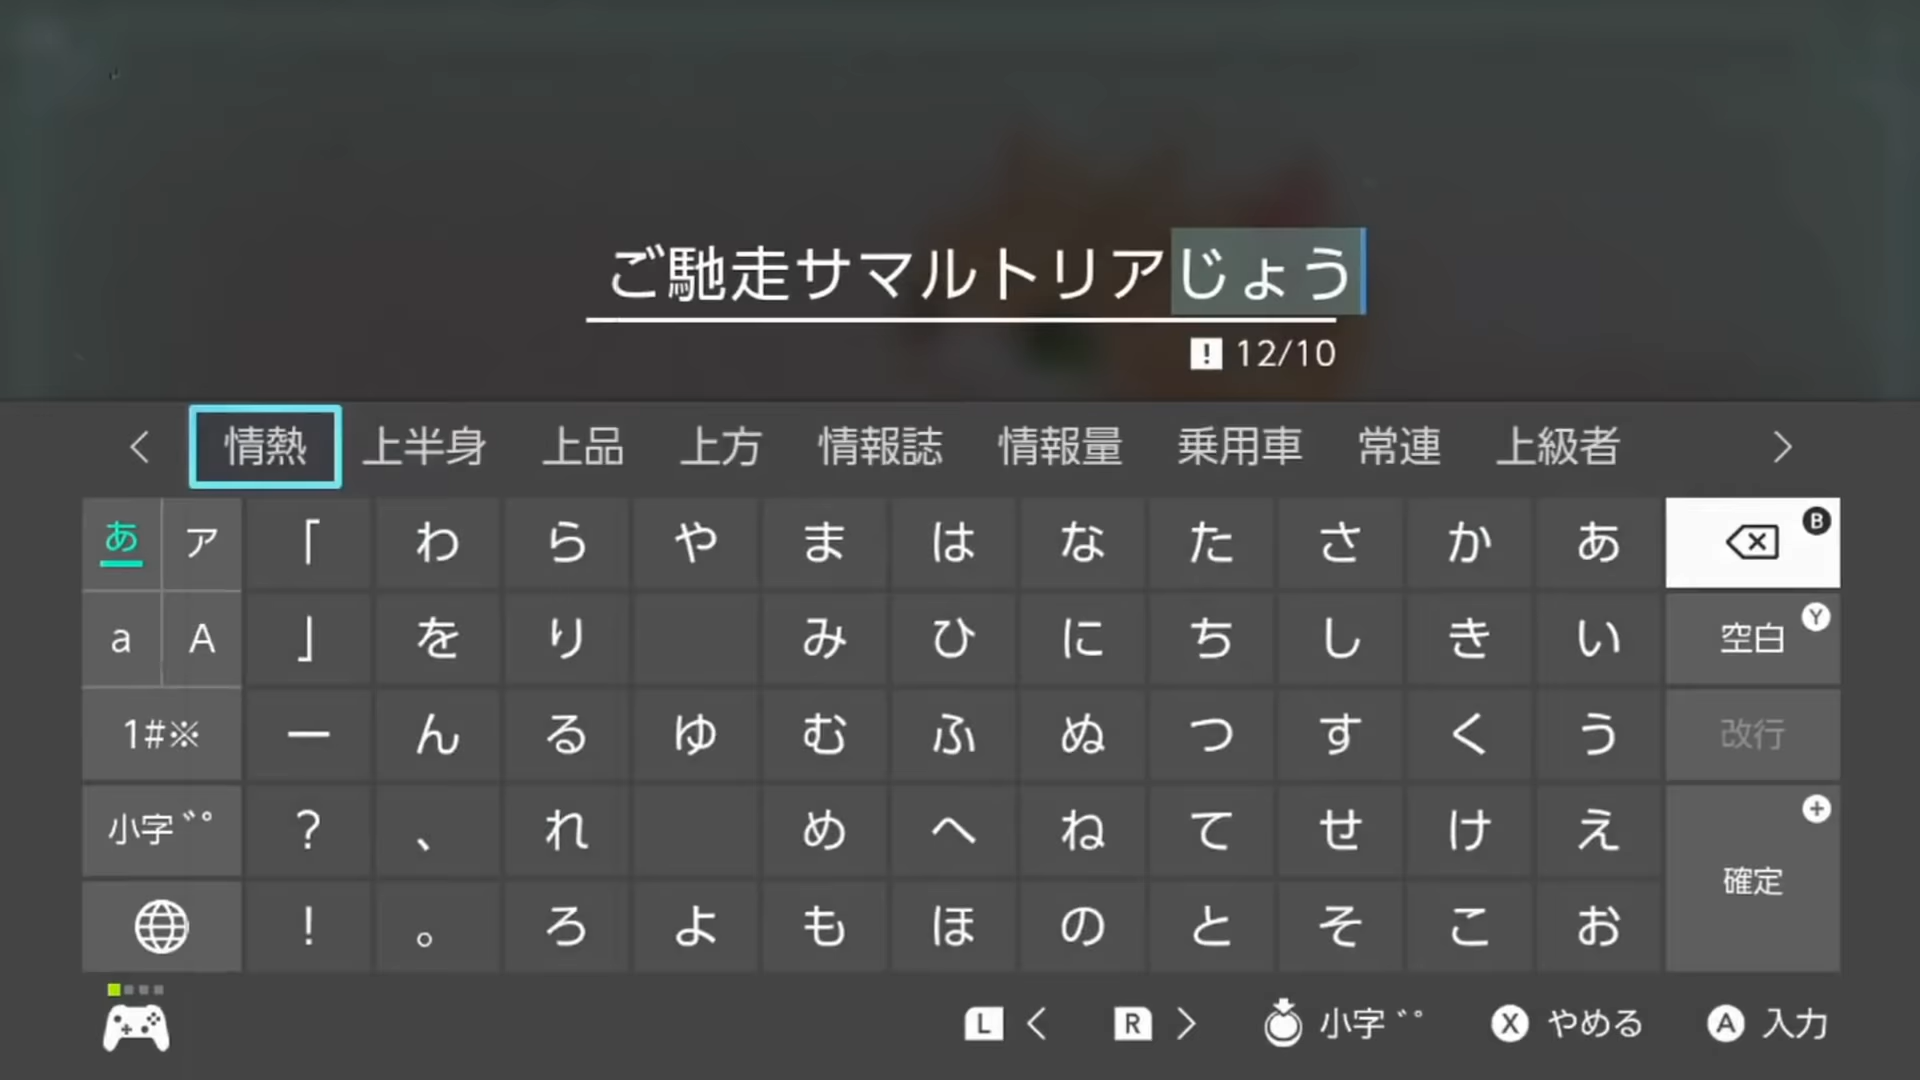 ご馳走サマルトリアじょう
! 12/10
< 情熱 上半身 上品 上方 情報誌 情報量 乗用車 常連 上級者 >
あ ア 「 わ ら や ま は な た さ か あ B
a A 」 を り み ひ に ち し き い 空白 Y
1#※ ー ん る ゆ む ふ ぬ つ す く う 改行
小字゛゜ ? 、 れ め へ ね て せ け え 確定 +
! 。 ろ よ も ほ の と そ こ お
L < R > 小字゛゜ X やめる A 入力